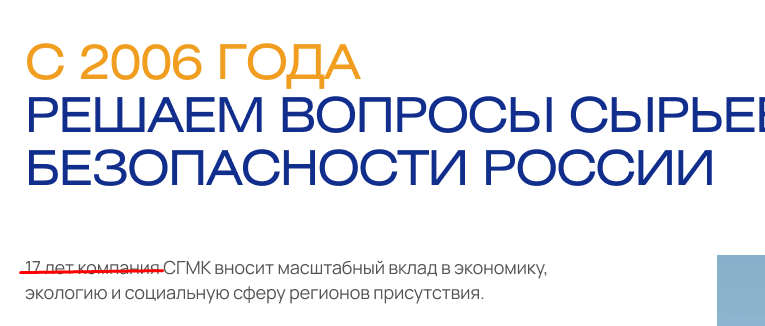 С 2006 ГОДА
РЕШАЕМ ВОПРОСЫ
БЕЗОПАСНОСТИ РОССИИ
17 лет компания СГМК вносит масштабный вклад в экономику,
экологию и социальную сферу регионов присутствия.